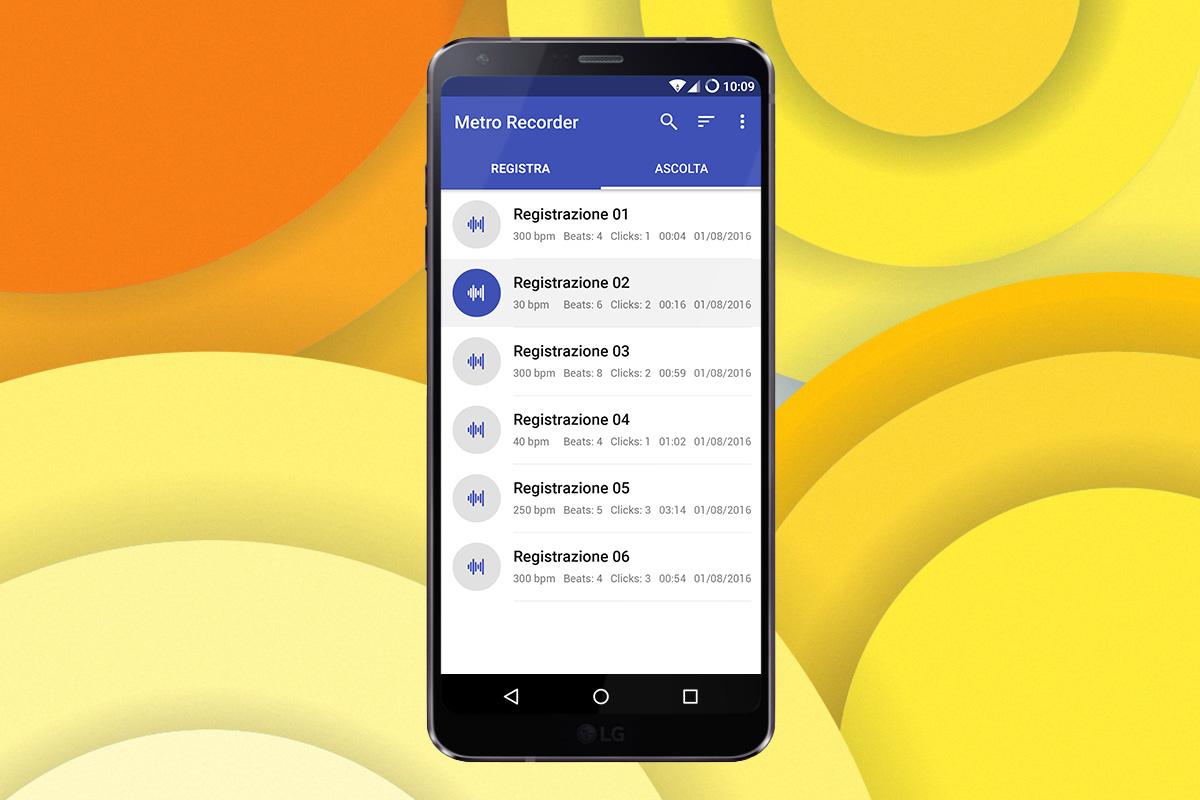 10:09
Metro Recorder
REGISTRA ASCOLTA
Registrazione 01
300 bpm Beats: 4 Clicks: 1 00:04 01/08/2016
Registrazione 02
30 bpm Beats: 6 Clicks: 2 00:16 01/08/2016
Registrazione 03
300 bpm Beats: 8 Clicks: 2 00:59 01/08/2016
Registrazione 04
40 bpm Beats: 4 Clicks: 1 01:02 01/08/2016
Registrazione 05
250 bpm Beats: 5 Clicks: 3 03:14 01/08/2016
Registrazione 06
300 bpm Beats: 4 Clicks: 3 00:54 01/08/2016
LG